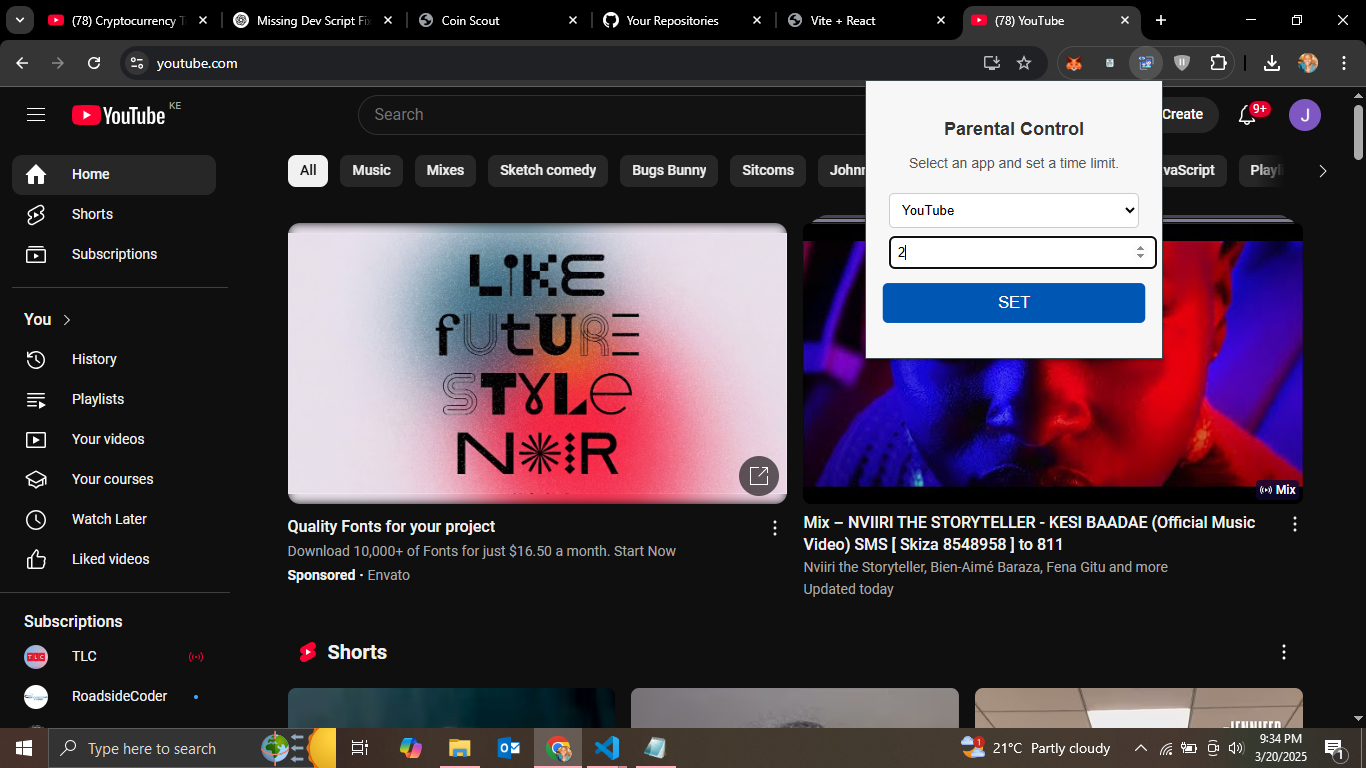 (78) Cryptocurrency T
Missing Dev Script Fix
Coin Scout
Your Repositories
Vite + React
(78) YouTube
youtube.com
YouTube KE
Search
Create
9+
J
Parental Control
Select an app and set a time limit.
YouTube
2
SET
Home
Shorts
Subscriptions
You
History
Playlists
Your videos
Your courses
Watch Later
Liked videos
Subscriptions
TLC
RoadsideCoder
All
Music
Mixes
Sketch comedy
Bugs Bunny
Sitcoms
John
vaScript
Playli
LiKE
fUtURE
STYLE
NOIR
Quality Fonts for your project
Download 10,000+ of Fonts for just $16.50 a month. Start Now
Sponsored · Envato
Mix
Mix – NVIIRI THE STORYTELLER - KESI BAADAE (Official Music
Video) SMS [ Skiza 8548958 ] to 811
Nviiri the Storyteller, Bien-Aimé Baraza, Fena Gitu and more
Updated today
Shorts
JENNIFER
Type here to search
1
21°C Partly cloudy
9:34 PM
3/20/2025
1